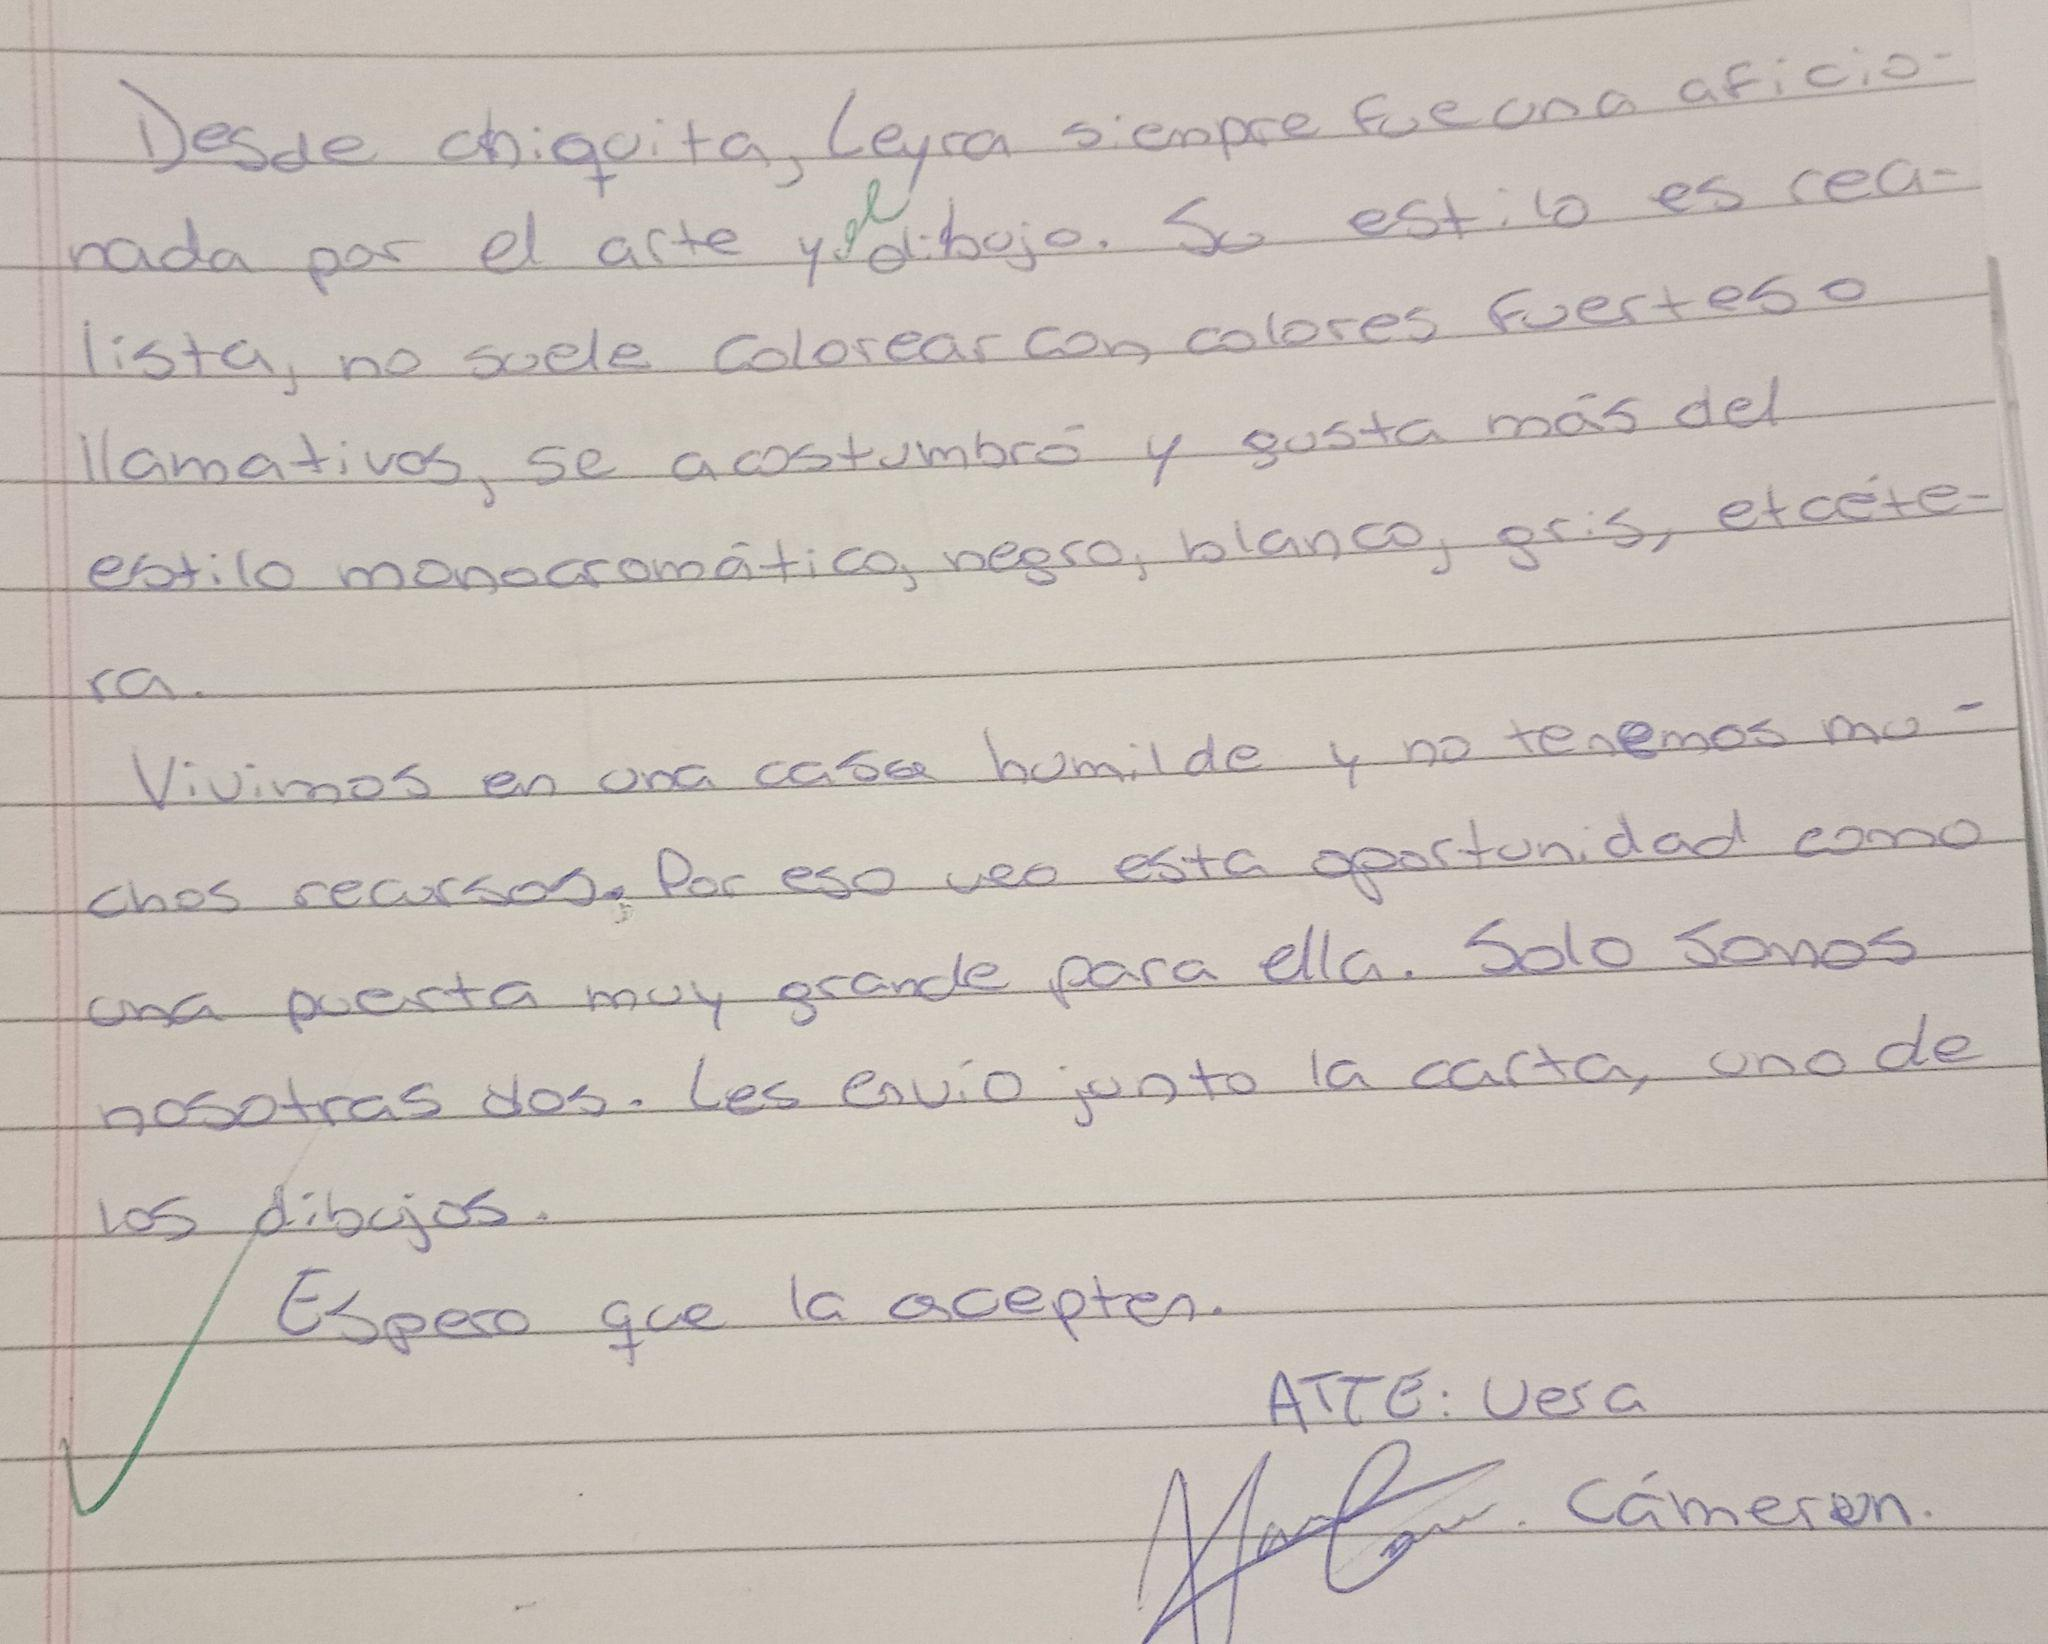 Desde chiquita, Leyra siempre fue una aficio-
nada por el arte y el dibujo. Su estilo es rea-
lista, no suele colorear con colores fuertes o
llamativos, se acostumbró y gusta más del
estilo monocromático, negro, blanco, gris, etcéte-
ra.
Vivimos en una casa humilde y no tenemos mu-
chos recursos. Por eso veo esta oportunidad como
una puerta muy grande para ella. Solo somos
nosotras dos. Les envío junto la carta, uno de
los dibujos.
Espero que la acepten.
ATTE: Vera
Cámeron.